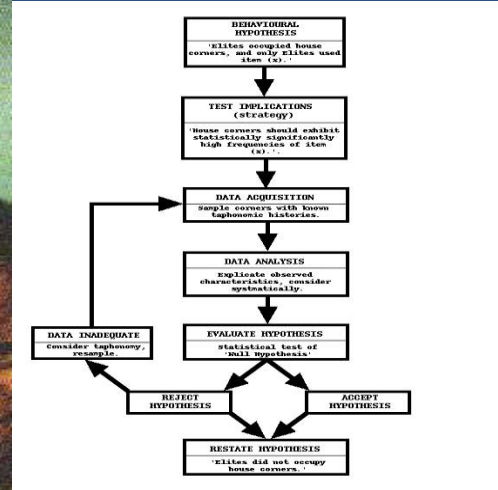 BEHAVIOURAL
HYPOTHESIS
'Elites occupied house
corners, and only Elites used
item (x).'
TEST IMPLICATIONS
(strategy)
'House corners should exhibit
statistically significantly
high frequencies of item
(x).'.
DATA ACQUISITION
Sample corners with known
taphonomic histories.
DATA ANALYSIS
Explicate observed
characteristics, consider
systmatically.
EVALUATE HYPOTHESIS
Statistical test of
'Null Hypothesis'
DATA INADEQUATE
Consider taphonomy,
resample.
REJECT
HYPOTHESIS
ACCEPT
HYPOTHESIS
RESTATE HYPOTHESIS
'Elites did not occupy
house corners.'